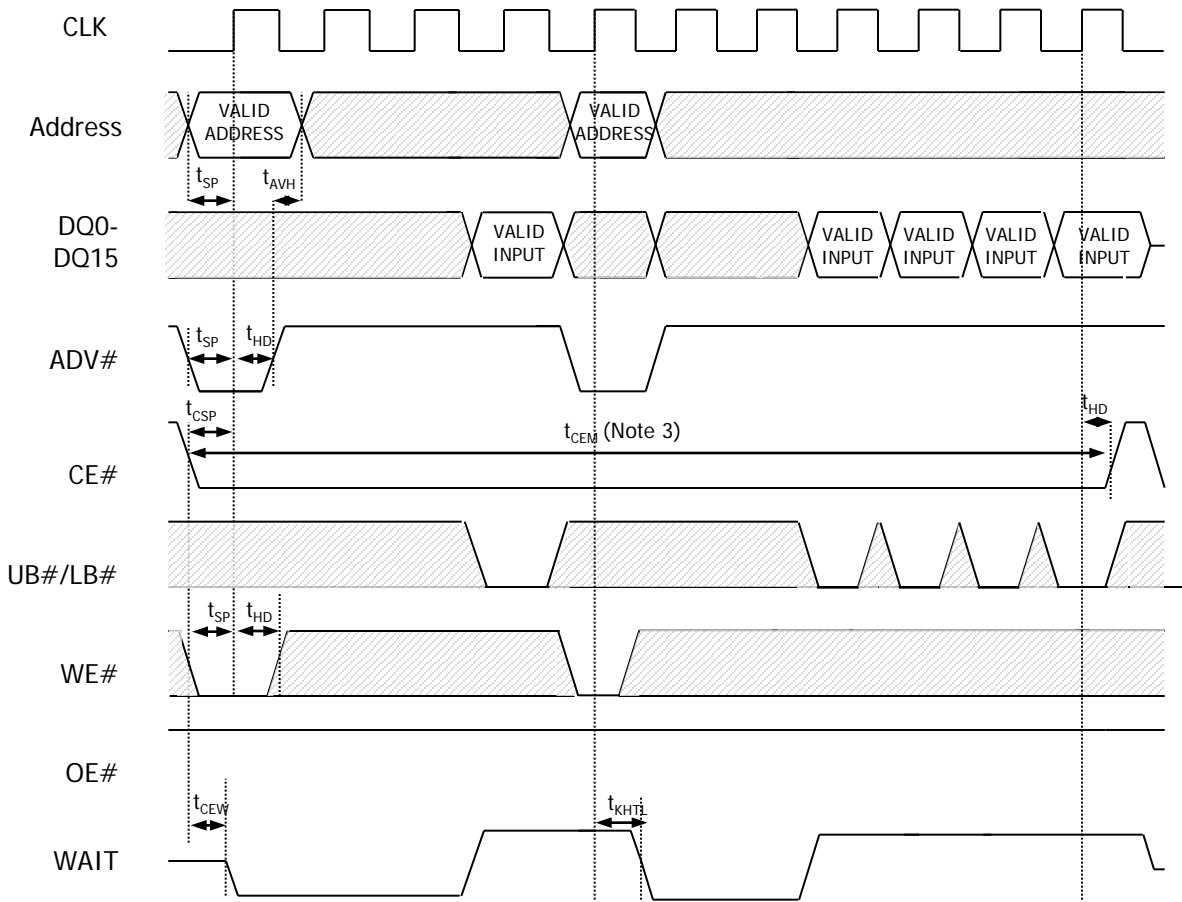 CLK
Address
VALID
ADDRESS
VALID
ADDRESS
tSP
tAVH
DQ0-
DQ15
VALID
INPUT
VALID
INPUT
VALID
INPUT
VALID
INPUT
VALID
INPUT
ADV#
tSP
tHD
CE#
tCSP
tCEM (Note 3)
tHD
UB#/LB#
WE#
tSP
tHD
OE#
WAIT
tCEW
tKHTL